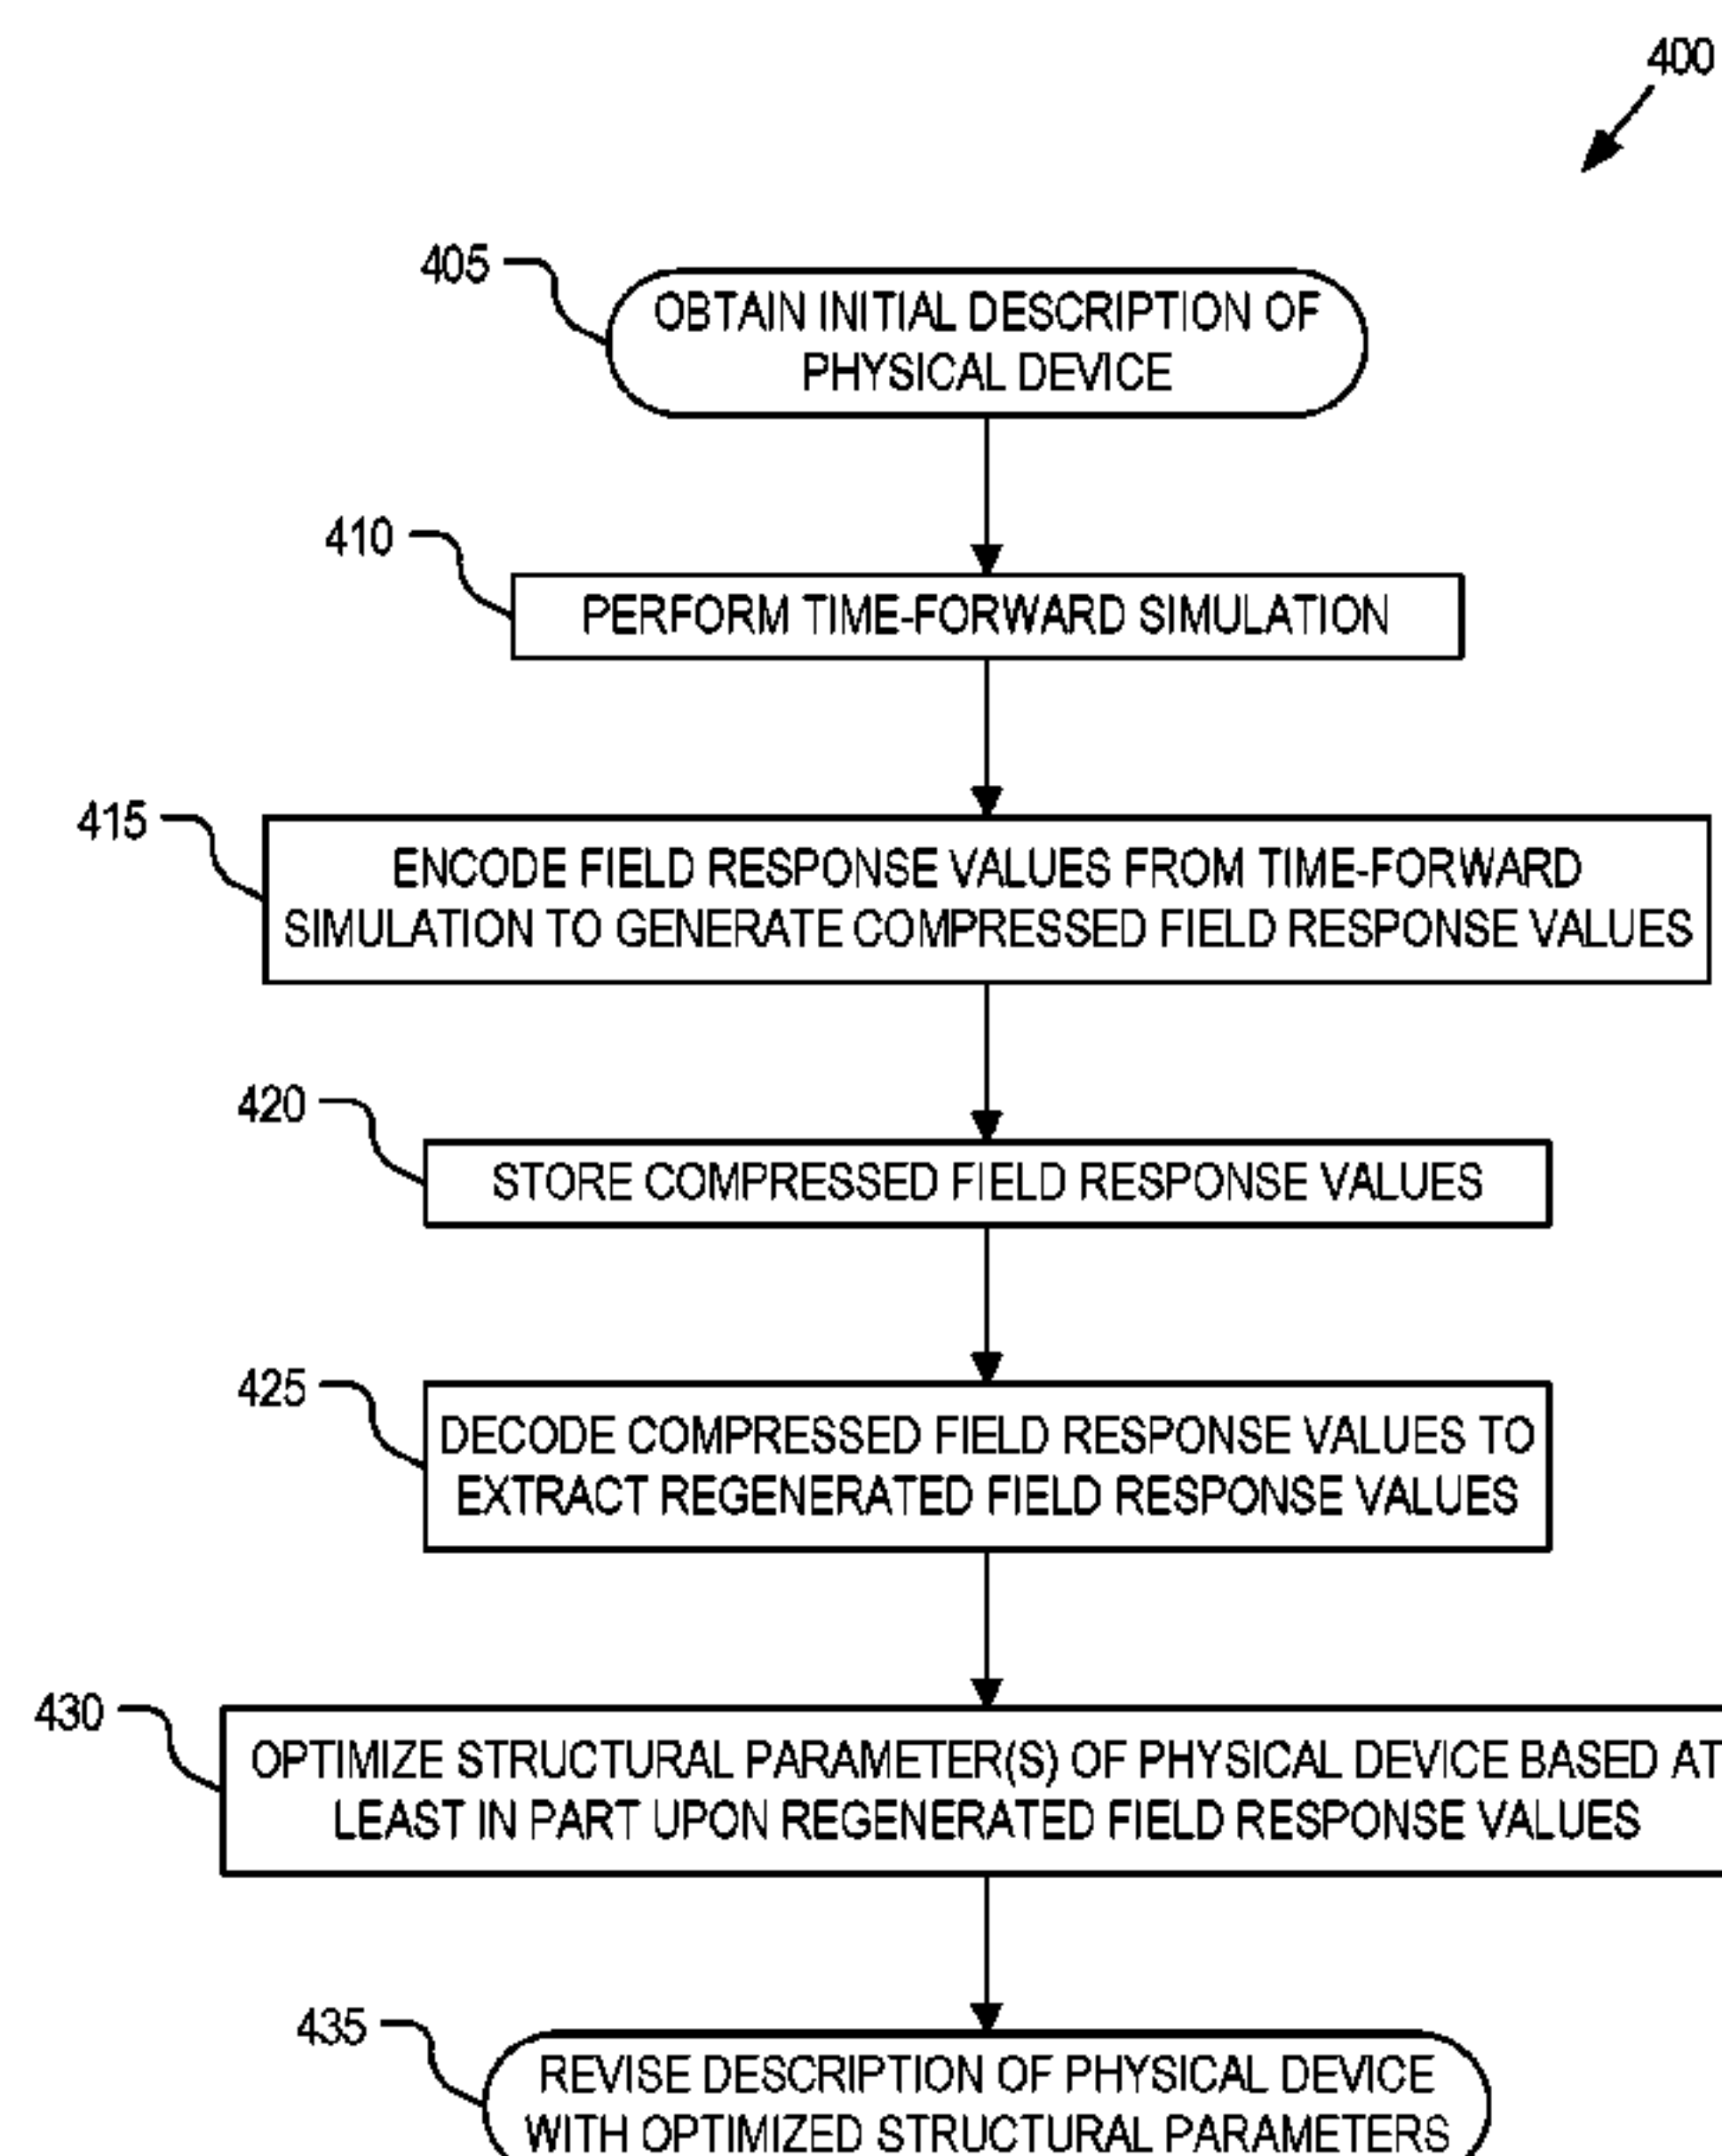 400
405
OBTAIN INITIAL DESCRIPTION OF
PHYSICAL DEVICE
410
PERFORM TIME-FORWARD SIMULATION
415
ENCODE FIELD RESPONSE VALUES FROM TIME-FORWARD
SIMULATION TO GENERATE COMPRESSED FIELD RESPONSE VALUES
420
STORE COMPRESSED FIELD RESPONSE VALUES
425
DECODE COMPRESSED FIELD RESPONSE VALUES TO
EXTRACT REGENERATED FIELD RESPONSE VALUES
430
OPTIMIZE STRUCTURAL PARAMETER(S) OF PHYSICAL DEVICE BASED AT
LEAST IN PART UPON REGENERATED FIELD RESPONSE VALUES
435
REVISE DESCRIPTION OF PHYSICAL DEVICE
WITH OPTIMIZED STRUCTURAL PARAMETERS